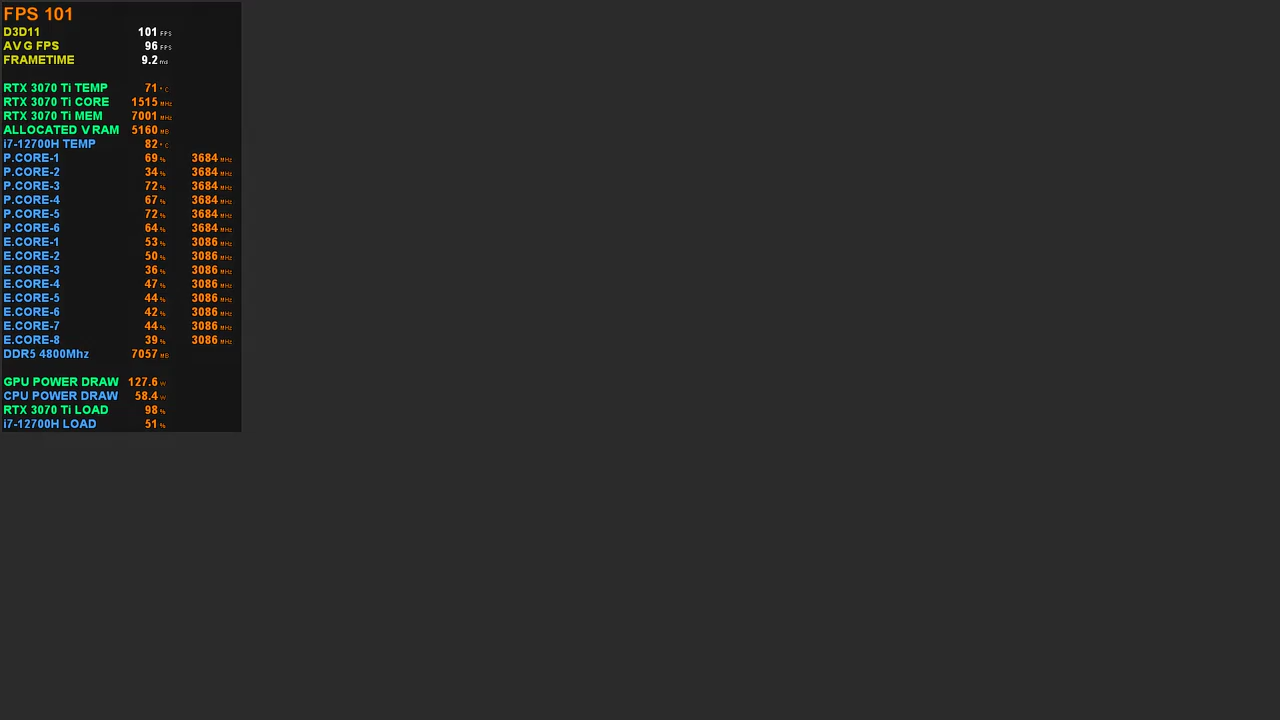 FPS 101
D3D11 101 FPS
AVG FPS 96 FPS
FRAMETIME 9.2 ms
RTX 3070 Ti TEMP 71 °C
RTX 3070 Ti CORE 1515 MHz
RTX 3070 Ti MEM 7001 MHz
ALLOCATED VRAM 5160 MB
i7-12700H TEMP 82 °C
P.CORE-1 69 % 3684 MHz
P.CORE-2 34 % 3684 MHz
P.CORE-3 72 % 3684 MHz
P.CORE-4 67 % 3684 MHz
P.CORE-5 72 % 3684 MHz
P.CORE-6 64 % 3684 MHz
E.CORE-1 53 % 3086 MHz
E.CORE-2 50 % 3086 MHz
E.CORE-3 36 % 3086 MHz
E.CORE-4 47 % 3086 MHz
E.CORE-5 44 % 3086 MHz
E.CORE-6 42 % 3086 MHz
E.CORE-7 44 % 3086 MHz
E.CORE-8 39 % 3086 MHz
DDR5 4800Mhz 7057 MB
GPU POWER DRAW 127.6 W
CPU POWER DRAW 58.4 W
RTX 3070 Ti LOAD 98 %
i7-12700H LOAD 51 %